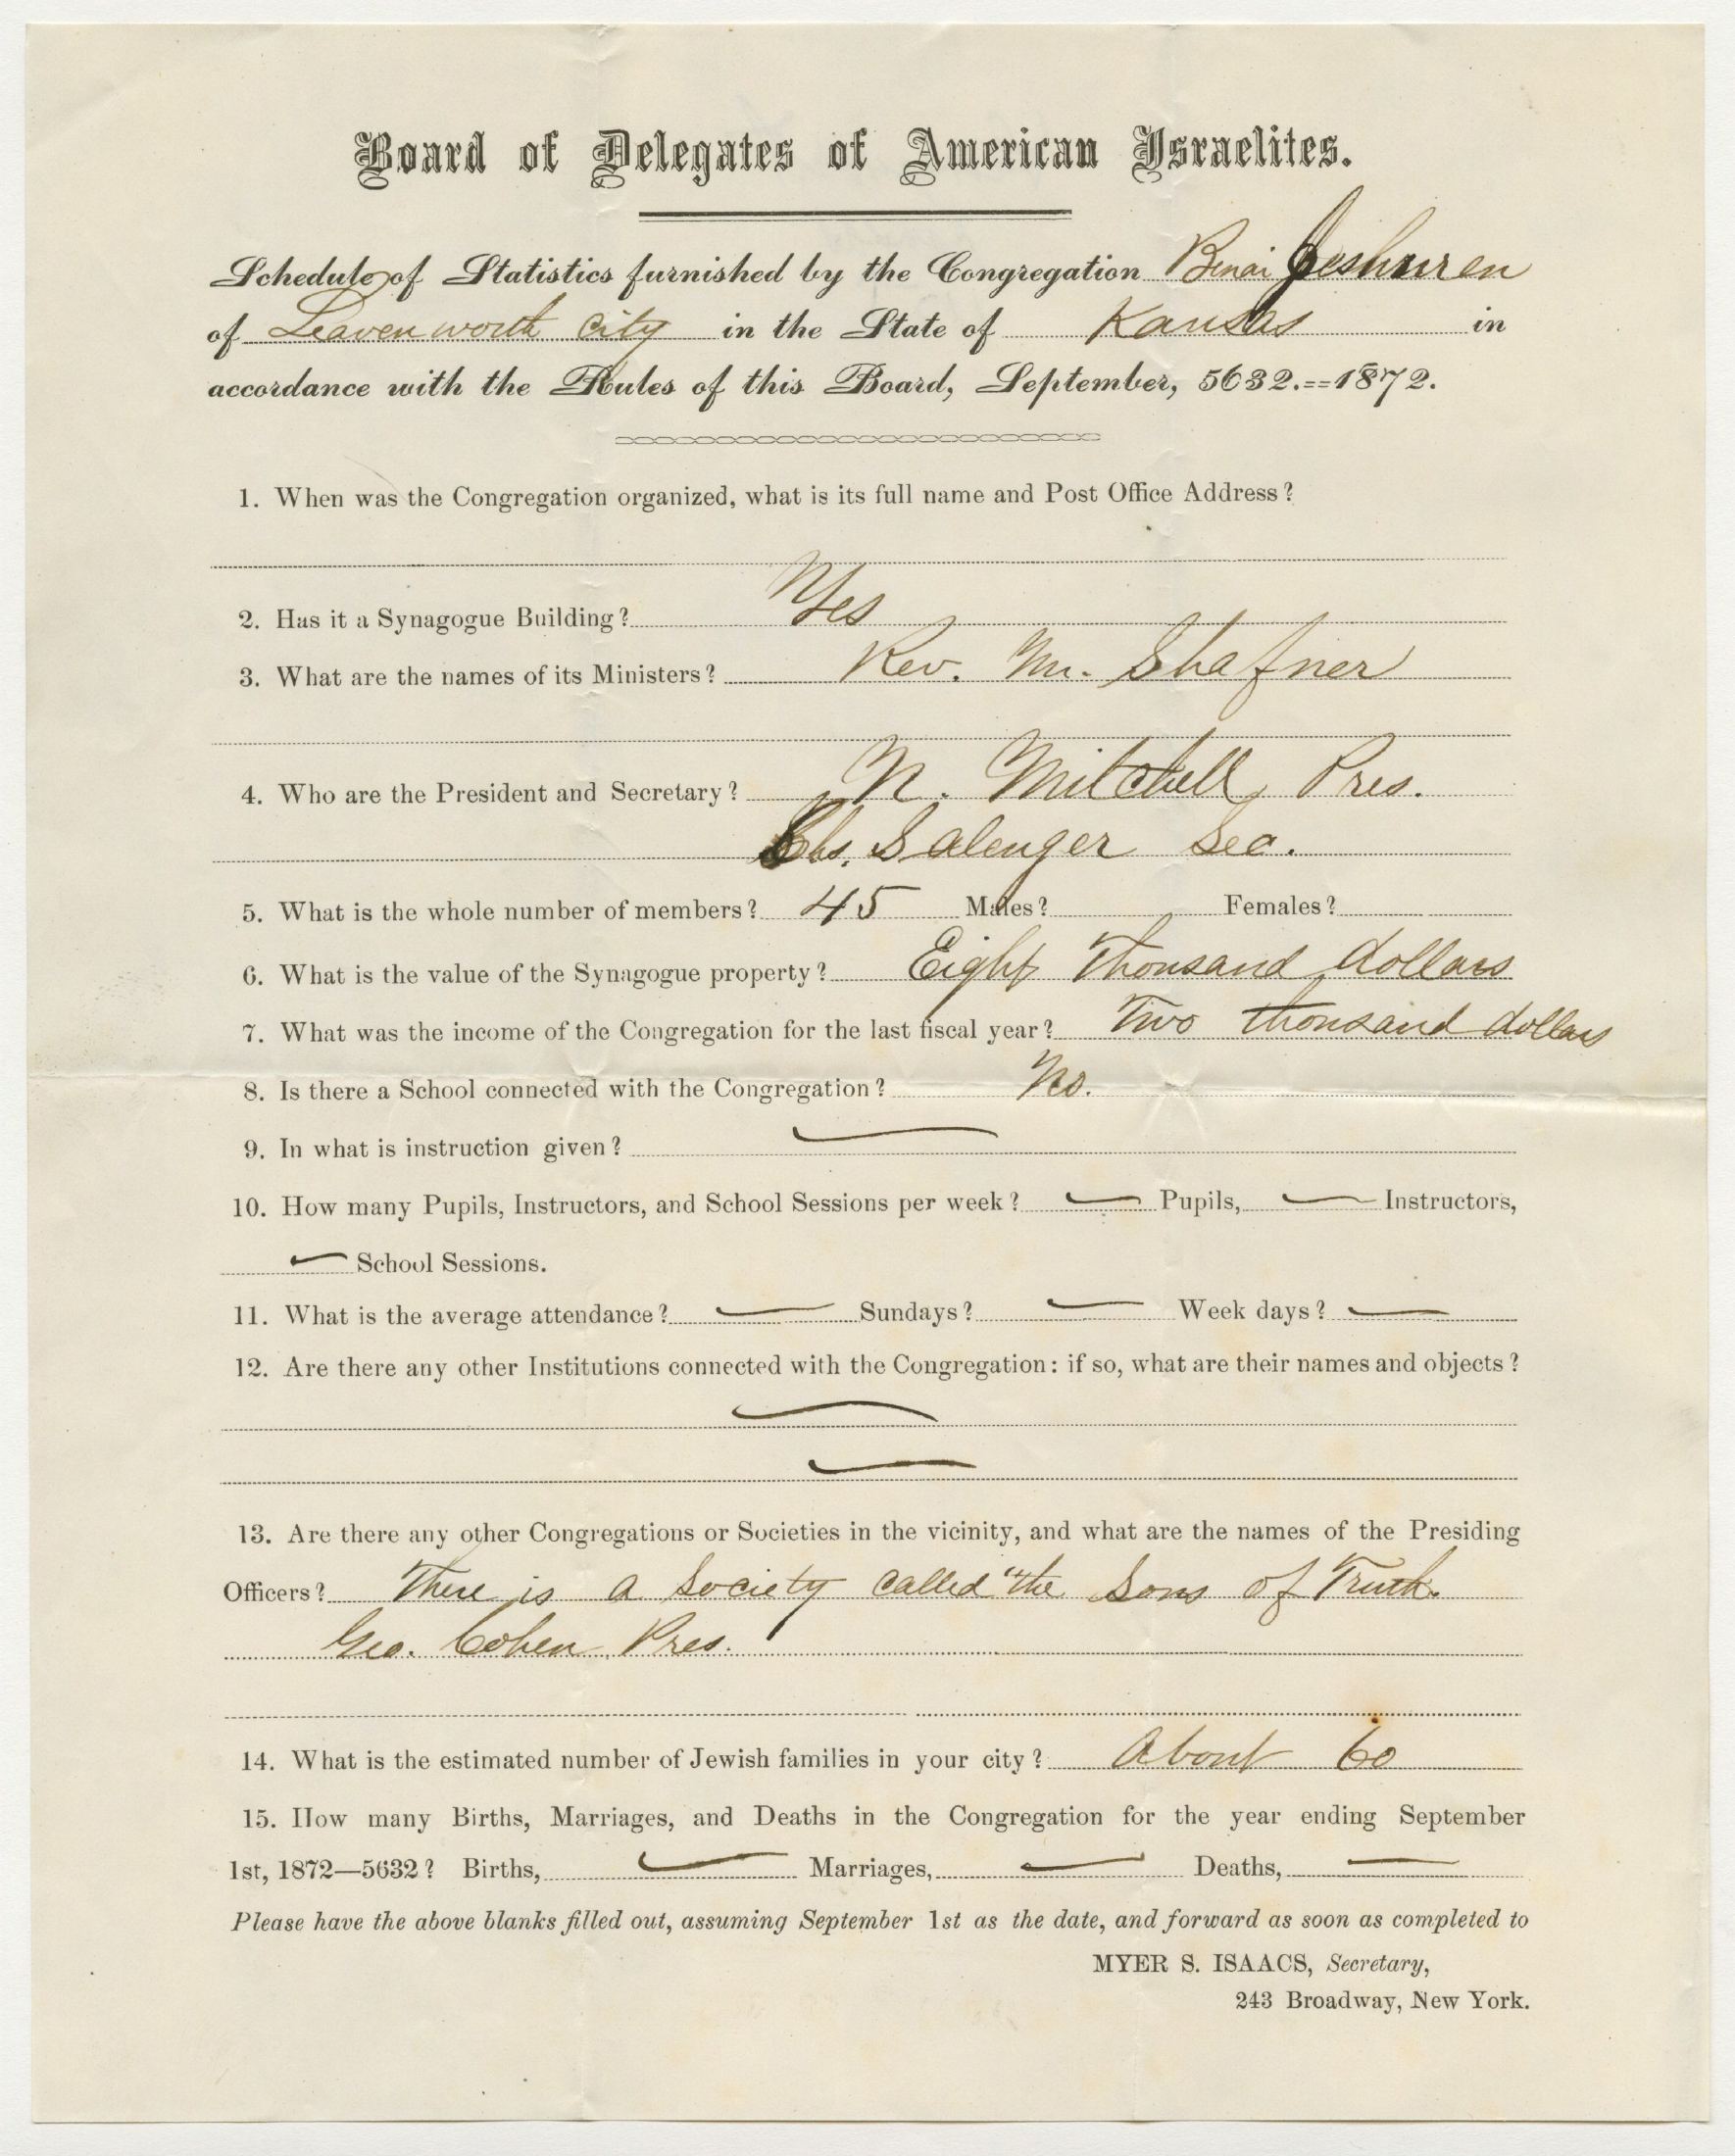 Board of Delegates of American Israelites.
Schedule of Statistics furnished by the Congregation Benai Jeshurren
of Leavenworth City in the State of Kansas in
accordance with the Rules of this Board, September, 5632.==1872.
1. When was the Congregation organized, what is its full name and Post Office Address?
2. Has it a Synagogue Building? Yes
3. What are the names of its Ministers? Rev. Mr. Shafner
4. Who are the President and Secretary? N. Mitchell, Pres.
Chs. Salenger Sec.
5. What is the whole number of members? 45 Males? Females?
6. What is the value of the Synagogue property? Eight Thousand dollars
7. What was the income of the Congregation for the last fiscal year? Two thousand dollars
8. Is there a School connected with the Congregation? No.
9. In what is instruction given? —
10. How many Pupils, Instructors, and School Sessions per week? — Pupils, — Instructors,
— School Sessions.
11. What is the average attendance? — Sundays? — Week days? —
12. Are there any other Institutions connected with the Congregation: if so, what are their names and objects?
—
—
13. Are there any other Congregations or Societies in the vicinity, and what are the names of the Presiding
Officers? There is a Society called "the Sons of Truth.
Geo. Cohen, Pres.
14. What is the estimated number of Jewish families in your city? About 60
15. How many Births, Marriages, and Deaths in the Congregation for the year ending September
1st, 1872—5632? Births, — Marriages, — Deaths, —
Please have the above blanks filled out, assuming September 1st as the date, and forward as soon as completed to
MYER S. ISAACS, Secretary,
243 Broadway, New York.